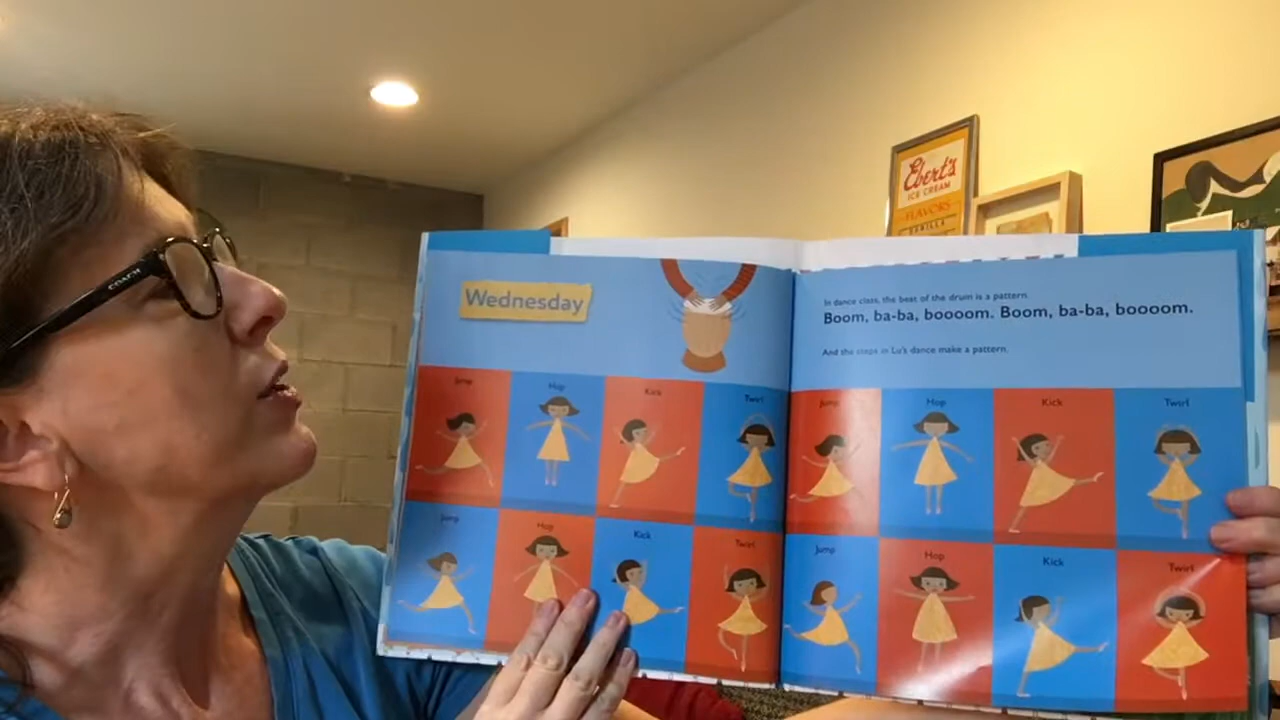 COACH
Ebert's
ICE CREAM
FLAVORS
VANILLA
Wednesday
In dance class, the beat of the drum is a pattern.
Boom, ba-ba, boooom. Boom, ba-ba, boooom.
And the steps in Lu's dance make a pattern.
Jump Hop Kick Twirl
Jump Hop Kick Twirl
Jump Hop Kick Twirl
Jump Hop Kick Twirl